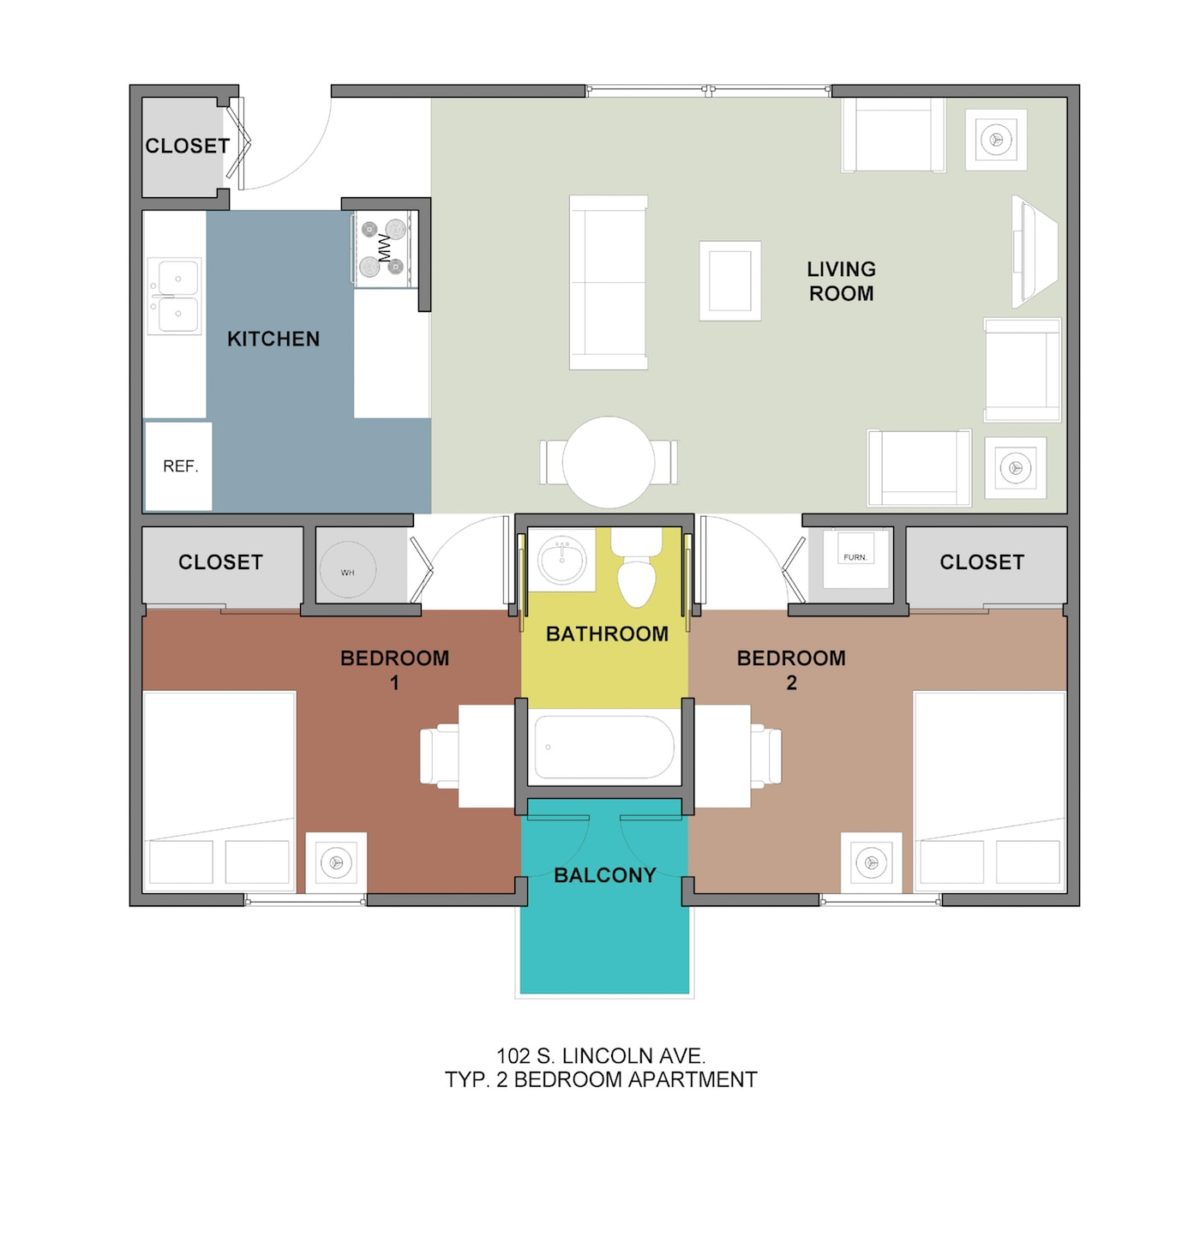 CLOSET
MW
LIVING
ROOM
KITCHEN
REF.
CLOSET
WH
FURN.
CLOSET
BATHROOM
BEDROOM
1
BEDROOM
2
BALCONY
102 S. LINCOLN AVE.
TYP. 2 BEDROOM APARTMENT